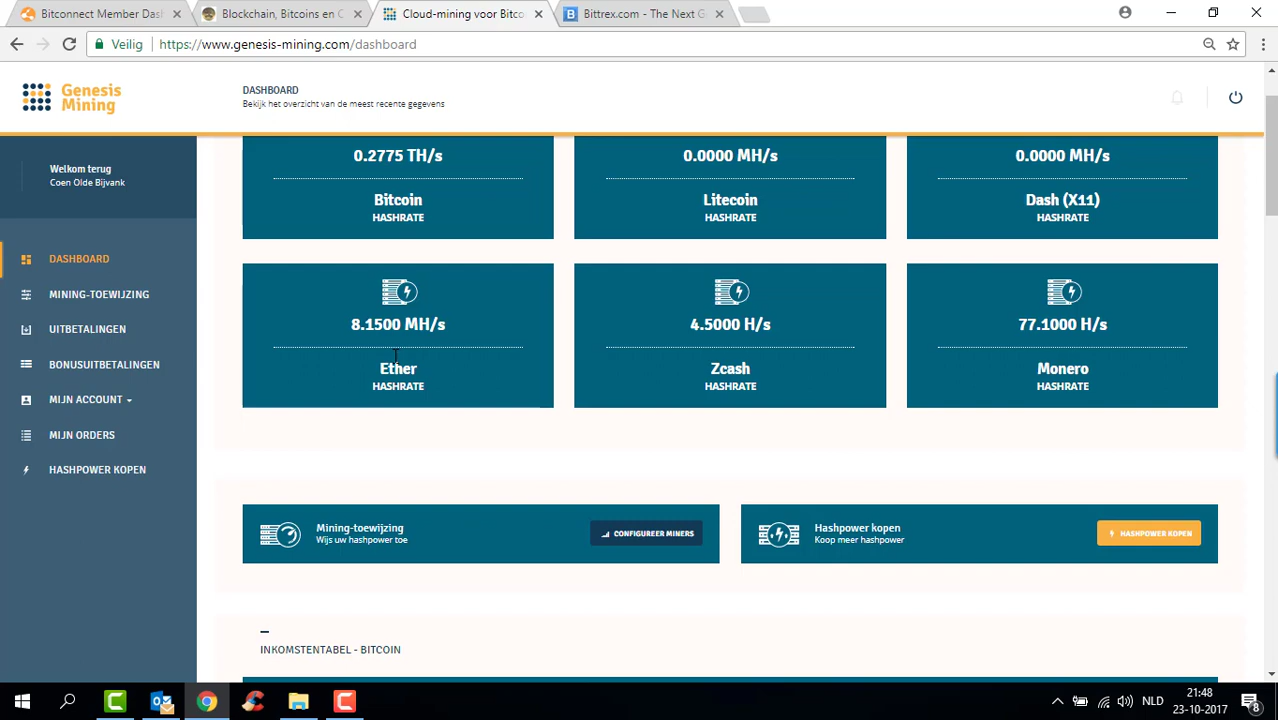 Bitconnect Member Das
Blockchain, Bitcoins en C
Cloud-mining voor Bitco
Bittrex.com - The Next G
Veilig
https://www.genesis-mining.com/dashboard
Genesis
Mining
DASHBOARD
Bekijk het overzicht van de meest recente gegevens
Welkom terug
Coen Olde Bijvank
DASHBOARD
MINING-TOEWIJZING
UITBETALINGEN
BONUSUITBETALINGEN
MIJN ACCOUNT
MIJN ORDERS
HASHPOWER KOPEN
0.2775 TH/s
Bitcoin
HASHRATE
0.0000 MH/s
Litecoin
HASHRATE
0.0000 MH/s
Dash (X11)
HASHRATE
8.1500 MH/s
Ether
HASHRATE
4.5000 H/s
Zcash
HASHRATE
77.1000 H/s
Monero
HASHRATE
Mining-toewijzing
Wijs uw hashpower toe
CONFIGUREER MINERS
Hashpower kopen
Koop meer hashpower
HASHPOWER KOPEN
INKOMSTENTABEL - BITCOIN
NLD
21:48
23-10-2017
8